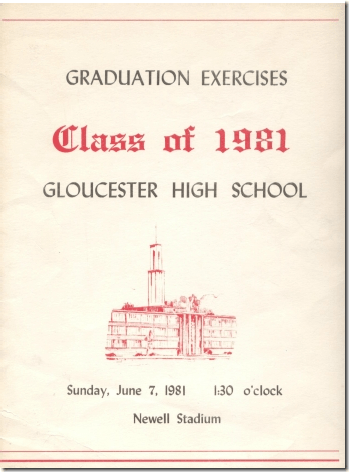 GRADUATION EXERCISES
Class of 1981
GLOUCESTER HIGH SCHOOL
Sunday, June 7, 1981 1:30 o'clock
Newell Stadium